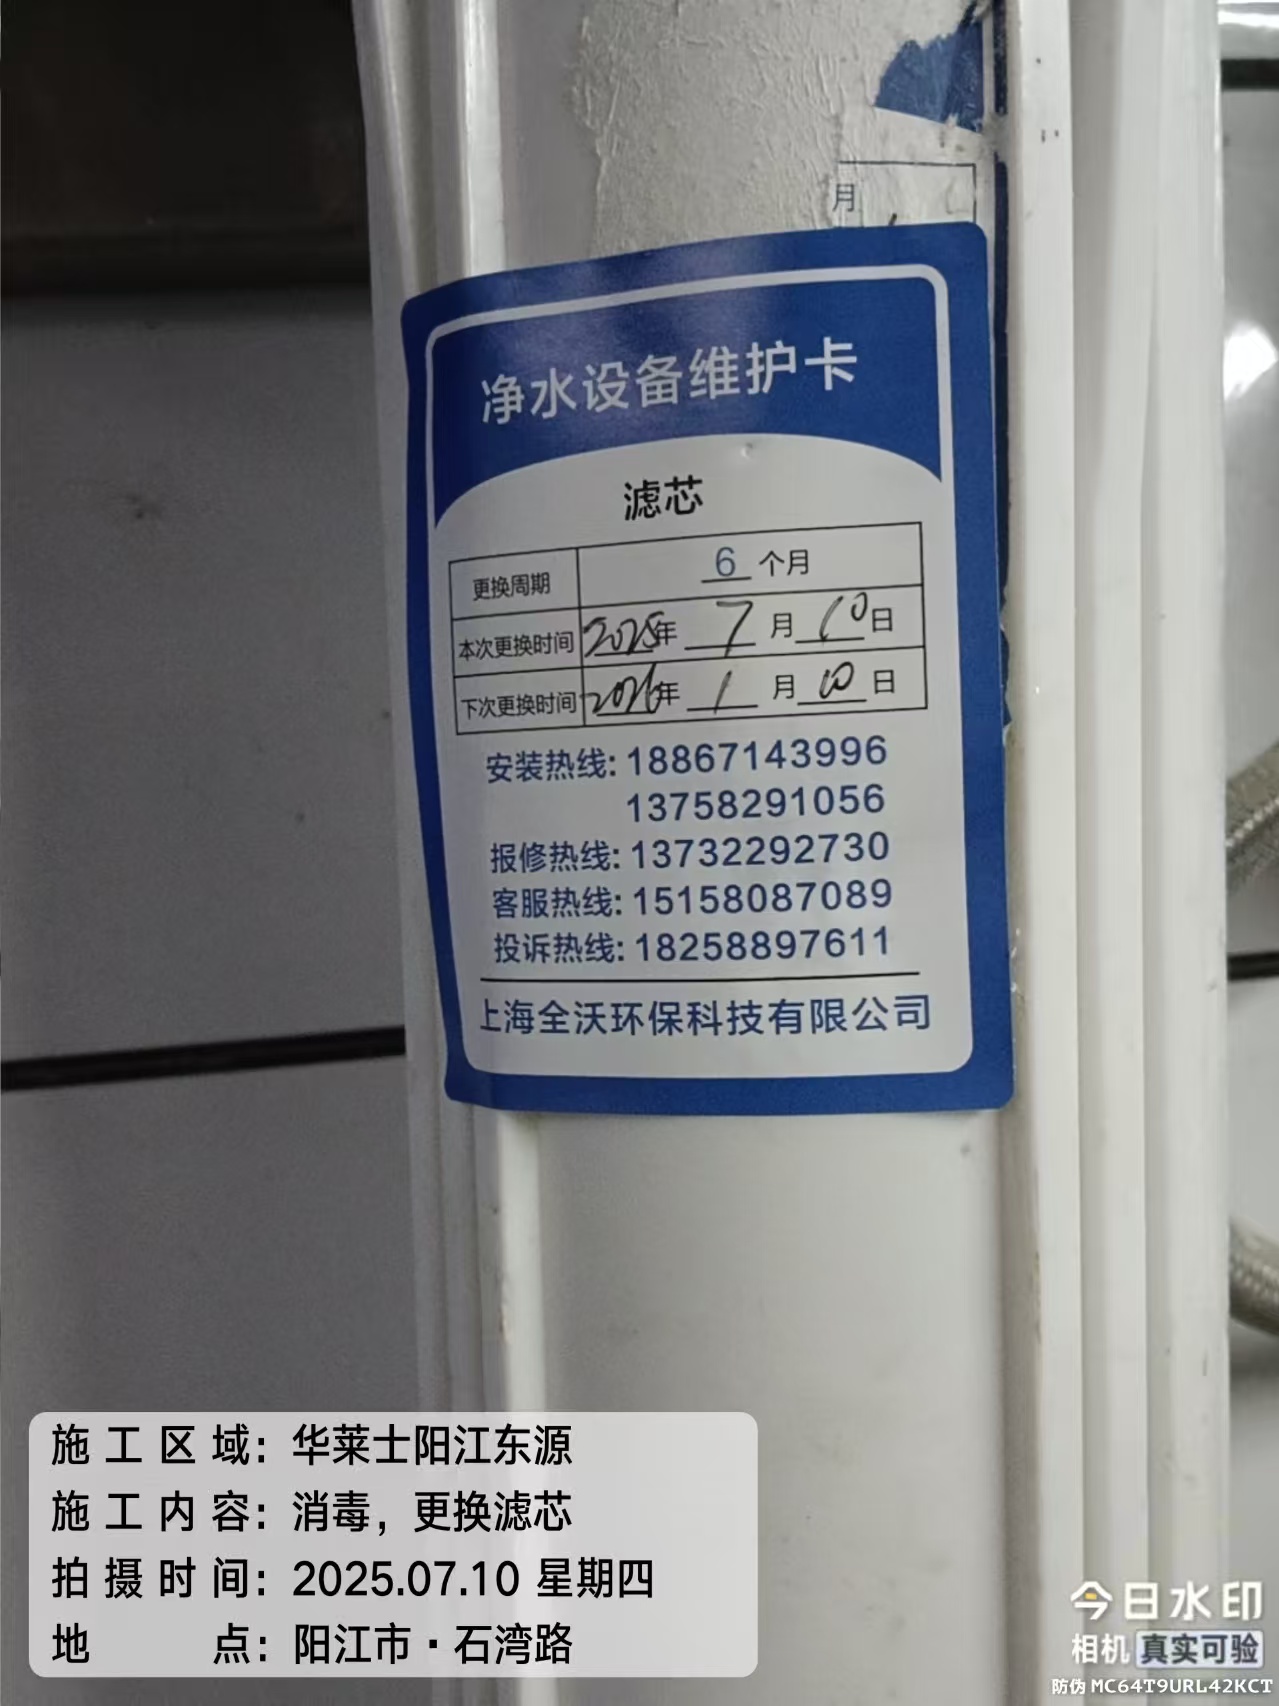 月
净水设备维护卡
滤芯
更换周期 6 个月
本次更换时间 2025年 7 月 10 日
下次更换时间 2026年 1 月 10 日
安装热线: 18867143996
13758291056
报修热线: 13732292730
客服热线: 15158087089
投诉热线: 18258897611
上海全沃环保科技有限公司
施工区域: 华莱士阳江东源
施工内容: 消毒，更换滤芯
拍摄时间: 2025.07.10 星期四
地点: 阳江市·石湾路
今日水印
相机 真实可验
防伪 MC64T9URL42KCT